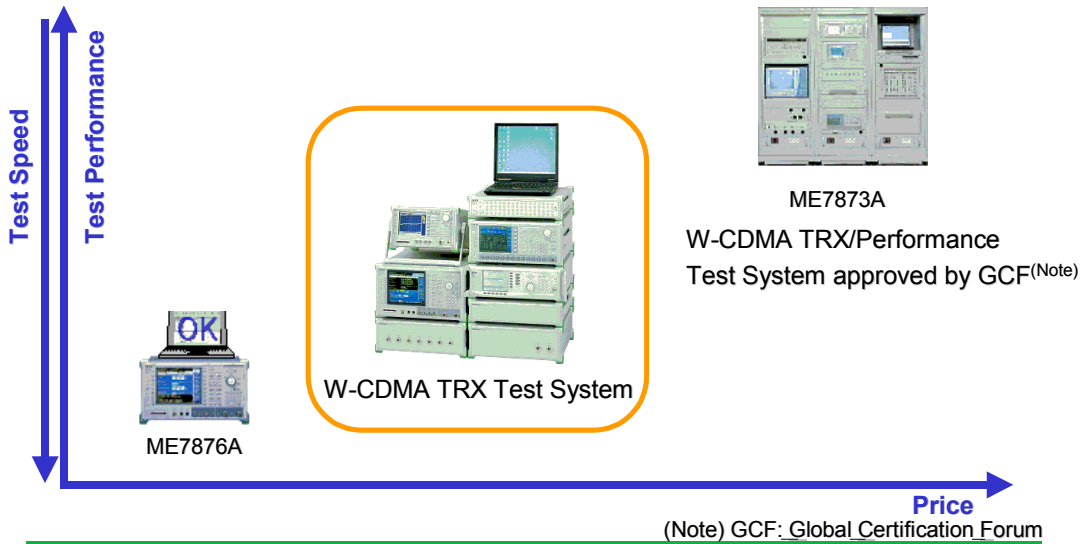 Test Speed
Test Performance
OK
ME7876A
W-CDMA TRX Test System
ME7873A
W-CDMA TRX/Performance
Test System approved by GCF(Note)
Price
(Note) GCF: Global Certification Forum